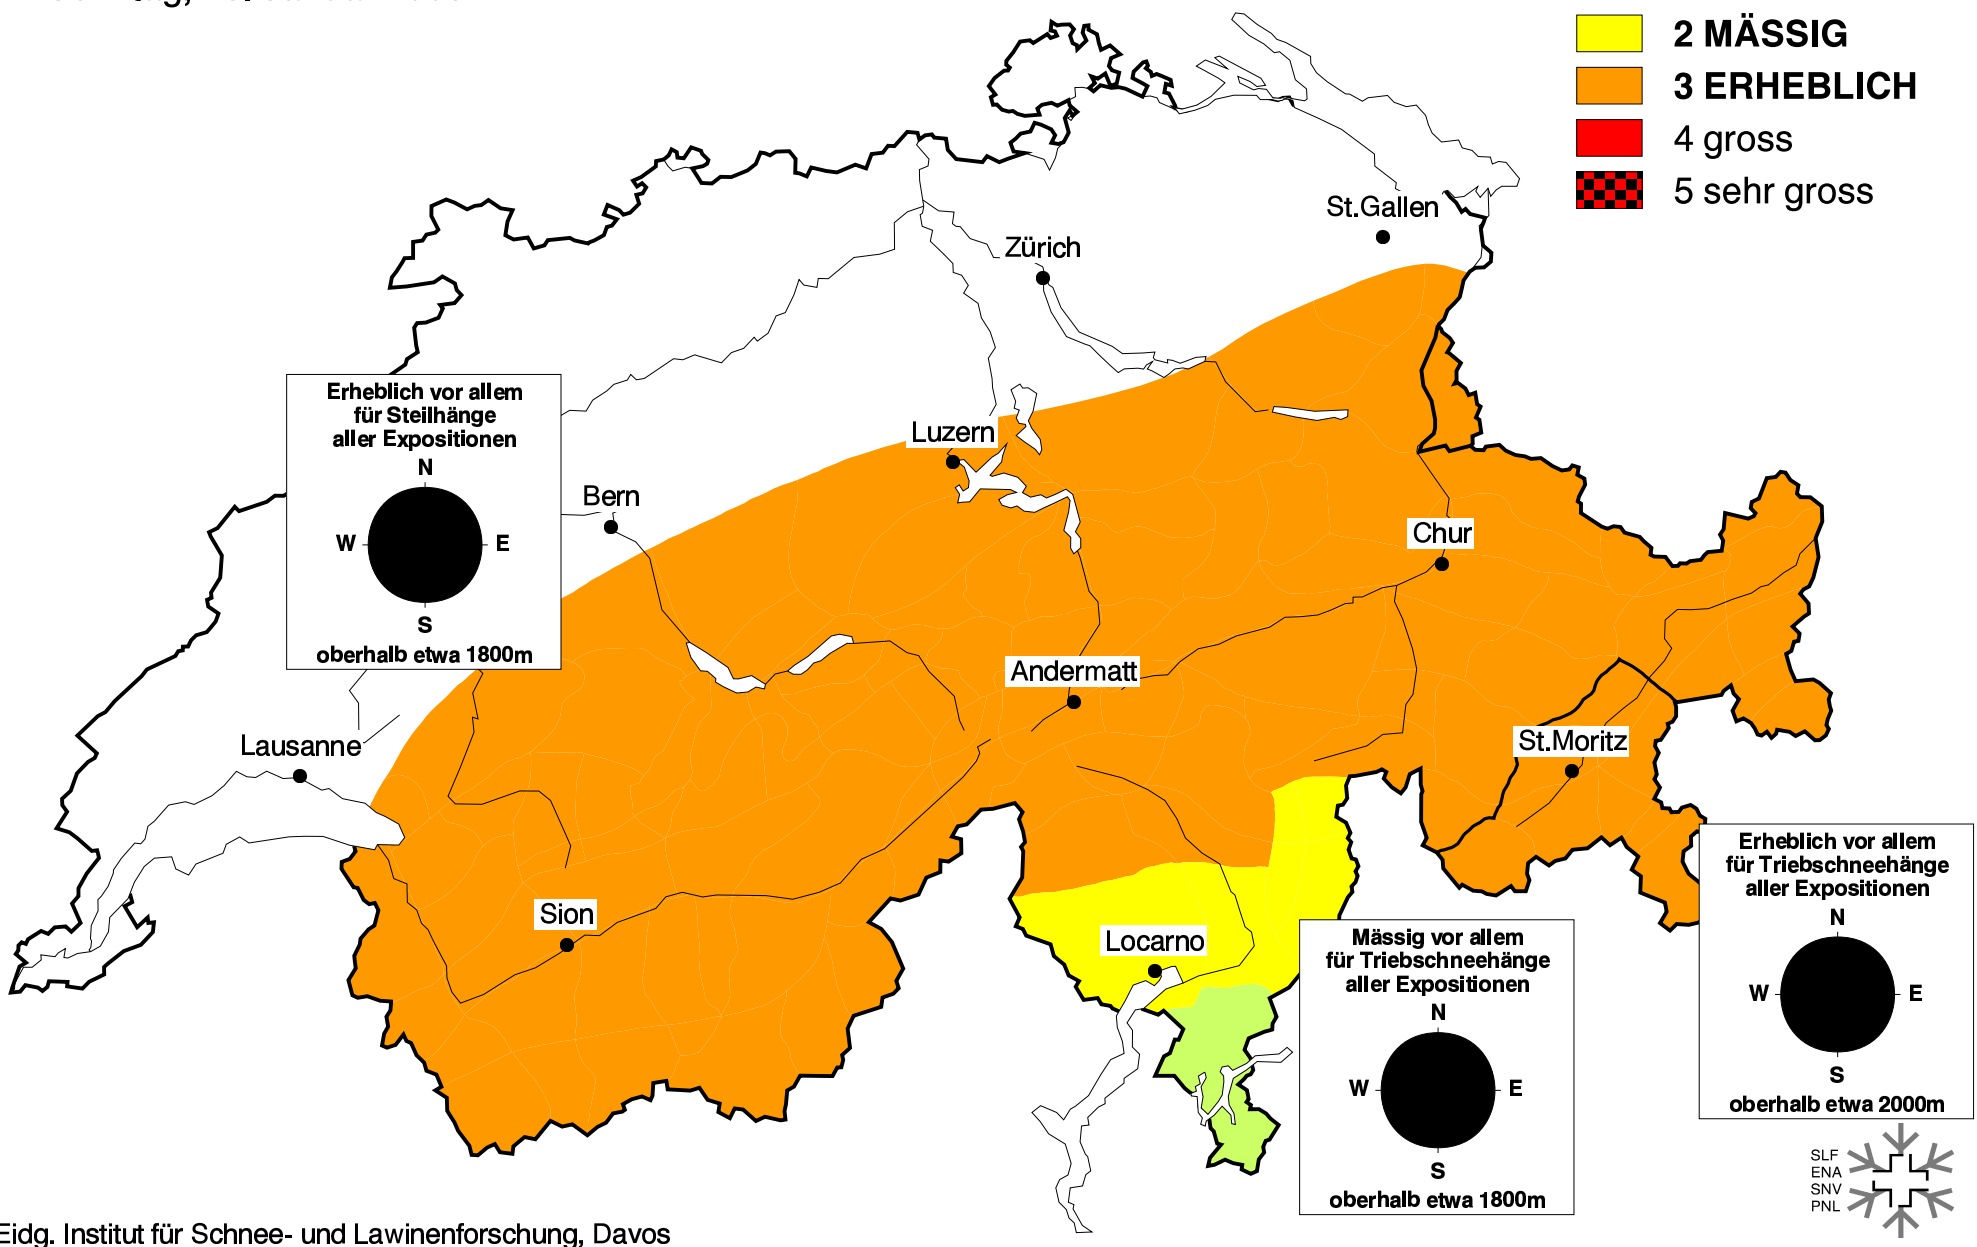 2 MÄSSIG
3 ERHEBLICH
4 gross
5 sehr gross
St.Gallen
Zürich
Erheblich vor allem
für Steilhänge
aller Expositionen
N
W E
S
oberhalb etwa 1800m
Luzern
Bern
Chur
Andermatt
St.Moritz
Lausanne
Sion
Locarno
Erheblich vor allem
für Triebschneehänge
aller Expositionen
N
W E
S
oberhalb etwa 2000m
Mässig vor allem
für Triebschneehänge
aller Expositionen
N
W E
S
oberhalb etwa 1800m
SLF
ENA
SNV
PNL
Eidg. Institut für Schnee- und Lawinenforschung, Davos